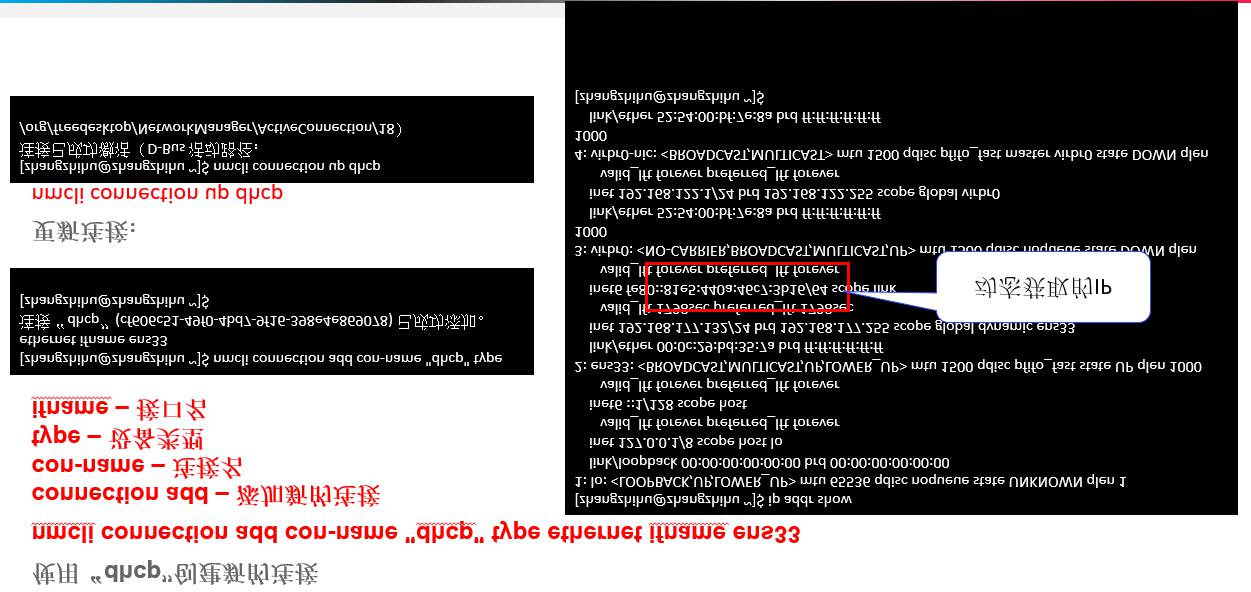 使用“dhcp”创建新的连接
nmcli connection add con-name "dhcp" type ethernet ifname ens33
connection add – 添加新的连接
con-name – 连接名
type – 设备类型
ifname – 接口名
[zhangzhihu@zhangzhihu ~]$ nmcli connection add con-name "dhcp" type
ethernet ifname ens33
连接“dhcp”(cf606c51-49f0-4bd7-9f16-398e4e869078) 已成功添加。
[zhangzhihu@zhangzhihu ~]$
更新连接:
nmcli connection up dhcp
[zhangzhihu@zhangzhihu ~]$ nmcli connection up dhcp
连接已成功激活（D-Bus 活动路径：
/org/freedesktop/NetworkManager/ActiveConnection/18）
[zhangzhihu@zhangzhihu ~]$ ip addr show
1: lo: <LOOPBACK,UP,LOWER_UP> mtu 65536 qdisc noqueue state UNKNOWN qlen 1
link/loopback 00:00:00:00:00:00 brd 00:00:00:00:00:00
inet 127.0.0.1/8 scope host lo
valid_lft forever preferred_lft forever
inet6 ::1/128 scope host
valid_lft forever preferred_lft forever
2: ens33: <BROADCAST,MULTICAST,UP,LOWER_UP> mtu 1500 qdisc pfifo_fast state UP qlen 1000
link/ether 00:0c:29:bd:35:7a brd ff:ff:ff:ff:ff:ff
inet 192.168.177.132/24 brd 192.168.177.255 scope global dynamic ens33
valid_lft 1798sec preferred_lft 1798sec
inet6 fe80::81e5:440a:46c7:3b16/64 scope link
valid_lft forever preferred_lft forever
动态获取的IP
3: virbr0: <NO-CARRIER,BROADCAST,MULTICAST,UP> mtu 1500 qdisc noqueue state DOWN qlen
1000
link/ether 52:54:00:bf:7e:8a brd ff:ff:ff:ff:ff:ff
inet 192.168.122.1/24 brd 192.168.122.255 scope global virbr0
valid_lft forever preferred_lft forever
4: virbr0-nic: <BROADCAST,MULTICAST> mtu 1500 qdisc pfifo_fast master virbr0 state DOWN qlen
1000
link/ether 52:54:00:bf:7e:8a brd ff:ff:ff:ff:ff:ff
[zhangzhihu@zhangzhihu ~]$